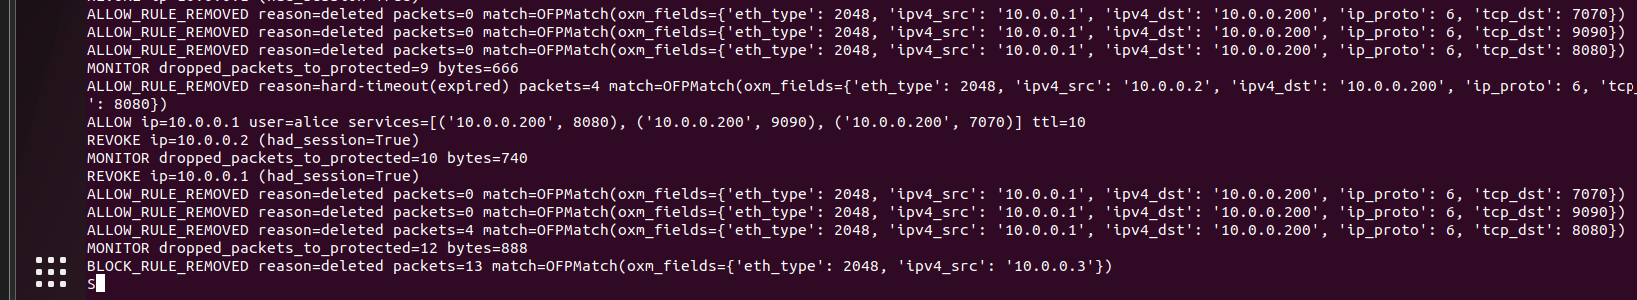 ALLOW_RULE_REMOVED reason=deleted packets=0 match=OFPMatch(oxm_fields={'eth_type': 2048, 'ipv4_src': '10.0.0.1', 'ipv4_dst': '10.0.0.200', 'ip_proto': 6, 'tcp_dst': 7070})
ALLOW_RULE_REMOVED reason=deleted packets=0 match=OFPMatch(oxm_fields={'eth_type': 2048, 'ipv4_src': '10.0.0.1', 'ipv4_dst': '10.0.0.200', 'ip_proto': 6, 'tcp_dst': 9090})
ALLOW_RULE_REMOVED reason=deleted packets=0 match=OFPMatch(oxm_fields={'eth_type': 2048, 'ipv4_src': '10.0.0.1', 'ipv4_dst': '10.0.0.200', 'ip_proto': 6, 'tcp_dst': 8080})
MONITOR dropped_packets_to_protected=9 bytes=666
ALLOW_RULE_REMOVED reason=hard-timeout(expired) packets=4 match=OFPMatch(oxm_fields={'eth_type': 2048, 'ipv4_src': '10.0.0.2', 'ipv4_dst': '10.0.0.200', 'ip_proto': 6, 'tcp_
': 8080})
ALLOW ip=10.0.0.1 user=alice services=[('10.0.0.200', 8080), ('10.0.0.200', 9090), ('10.0.0.200', 7070)] ttl=10
REVOKE ip=10.0.0.2 (had_session=True)
MONITOR dropped_packets_to_protected=10 bytes=740
REVOKE ip=10.0.0.1 (had_session=True)
ALLOW_RULE_REMOVED reason=deleted packets=0 match=OFPMatch(oxm_fields={'eth_type': 2048, 'ipv4_src': '10.0.0.1', 'ipv4_dst': '10.0.0.200', 'ip_proto': 6, 'tcp_dst': 7070})
ALLOW_RULE_REMOVED reason=deleted packets=0 match=OFPMatch(oxm_fields={'eth_type': 2048, 'ipv4_src': '10.0.0.1', 'ipv4_dst': '10.0.0.200', 'ip_proto': 6, 'tcp_dst': 9090})
ALLOW_RULE_REMOVED reason=deleted packets=4 match=OFPMatch(oxm_fields={'eth_type': 2048, 'ipv4_src': '10.0.0.1', 'ipv4_dst': '10.0.0.200', 'ip_proto': 6, 'tcp_dst': 8080})
MONITOR dropped_packets_to_protected=12 bytes=888
BLOCK_RULE_REMOVED reason=deleted packets=13 match=OFPMatch(oxm_fields={'eth_type': 2048, 'ipv4_src': '10.0.0.3'})
S